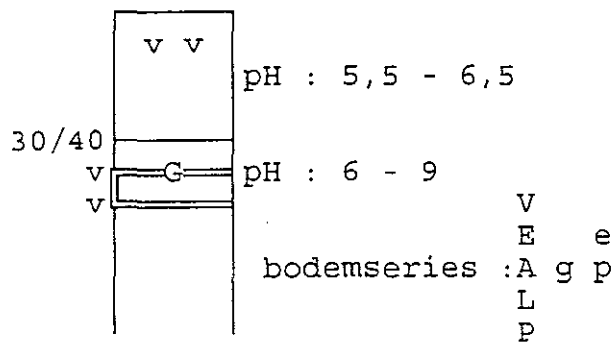 v v
pH : 5,5 - 6,5
30/40
v G pH : 6 - 9
v
V
E e
bodemseries :A g p
L
P